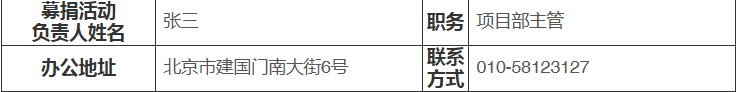 募捐活动
负责人姓名
张三
职务
项目部主管
办公地址
北京市建国门南大街6号
联系
方式
010-58123127